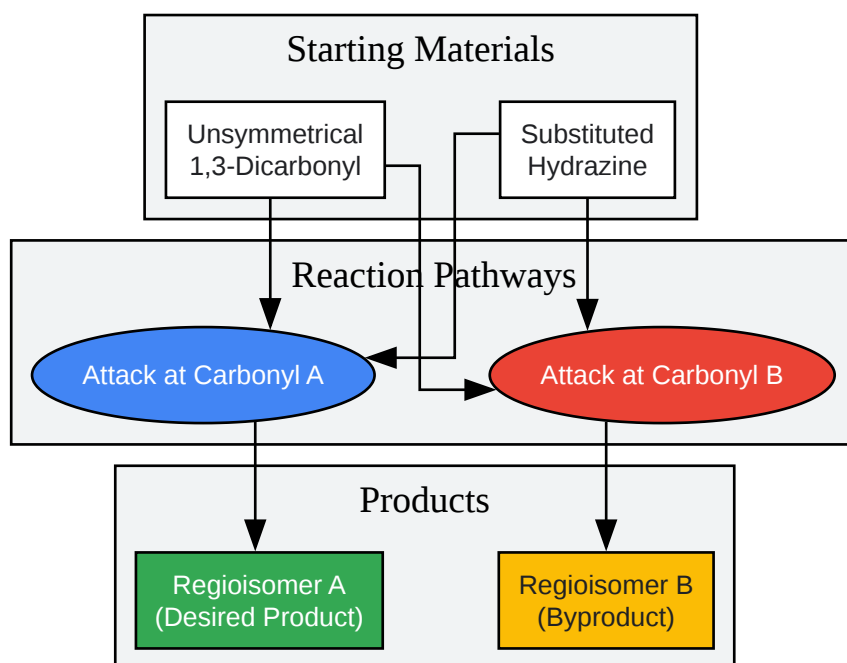 Starting Materials
Unsymmetrical
1,3-Dicarbonyl
Substituted
Hydrazine
Reaction Pathways
Attack at Carbonyl A
Attack at Carbonyl B
Products
Regioisomer A
(Desired Product)
Regioisomer B
(Byproduct)